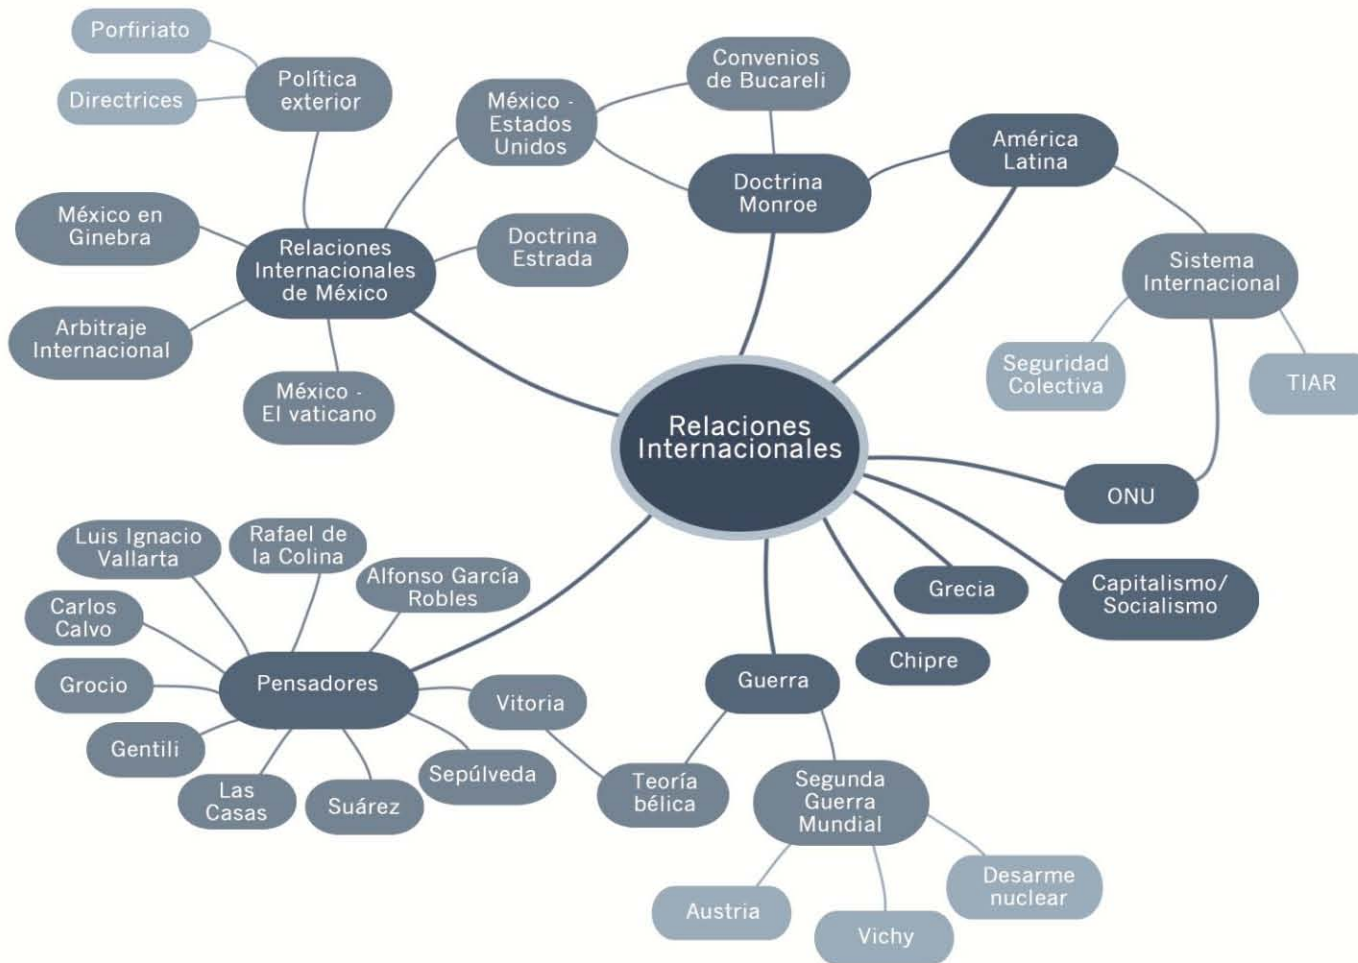 Porfiriato
Directrices
Política
exterior
México -
Estados
Unidos
Convenios
de Bucareli
Doctrina
Monroe
América
Latina
México en
Ginebra
Relaciones
Internacionales
de México
Doctrina
Estrada
Arbitraje
Internacional
México -
El vaticano
Sistema
Internacional
Seguridad
Colectiva
TIAR
Relaciones
Internacionales
ONU
Capitalismo/
Socialismo
Grecia
Chipre
Guerra
Luis Ignacio
Vallarta
Rafael de
la Colina
Alfonso García
Robles
Carlos
Calvo
Grocio
Pensadores
Vitoria
Gentili
Las
Casas
Suárez
Sepúlveda
Teoría
bélica
Segunda
Guerra
Mundial
Austria
Vichy
Desarme
nuclear